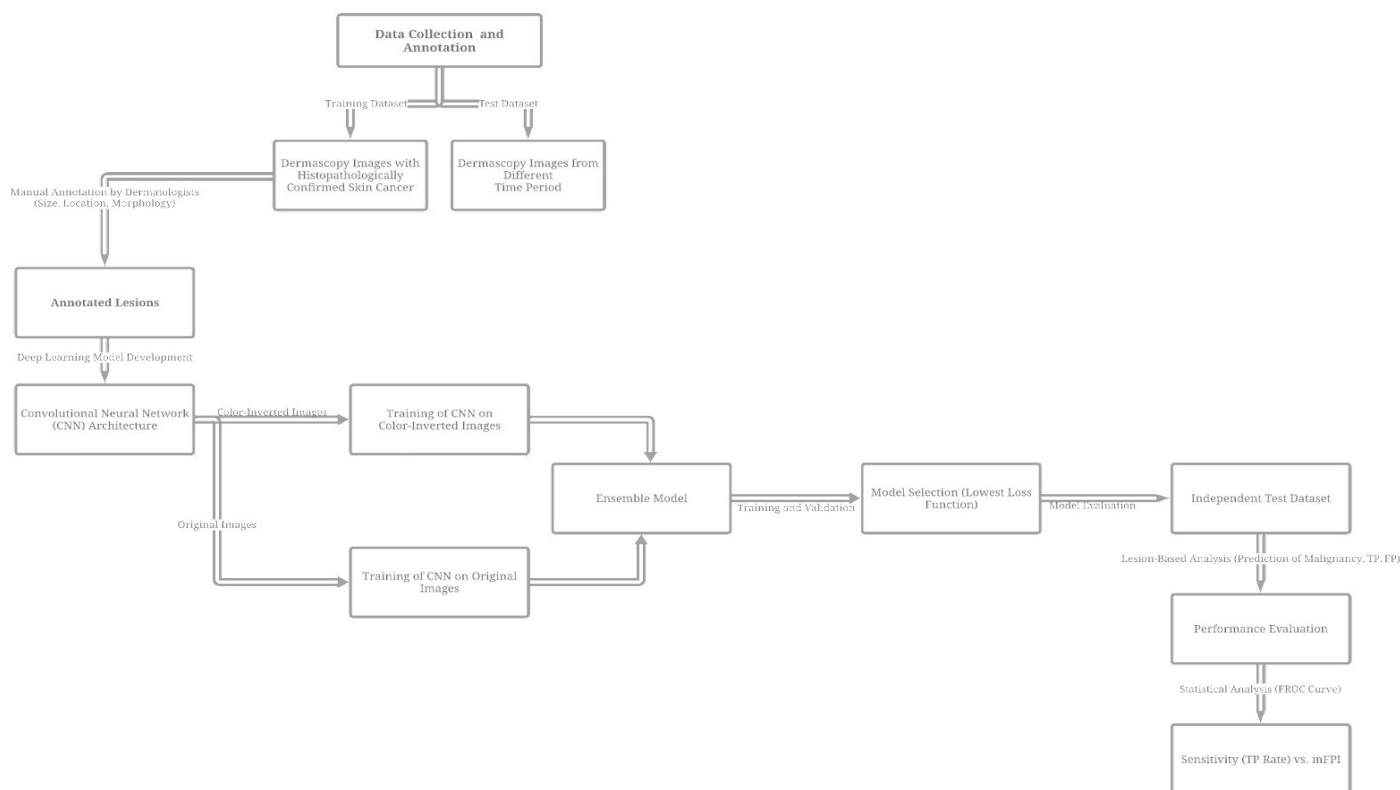 Data Collection and
Annotation
Training Dataset
Test Dataset
Dermascopy Images with
Histopathologically
Confirmed Skin Cancer
Dermascopy Images from
Different
Time Period
Manual Annotation by Dermatologists
(Size, Location, Morphology)
Annotated Lesions
Deep Learning Model Development
Convolutional Neural Network
(CNN) Architecture
Color-Inverted Images
Training of CNN on
Color-Inverted Images
Original Images
Training of CNN on Original
Images
Ensemble Model
Training and Validation
Model Selection (Lowest Loss
Function)
Model Evaluation
Independent Test Dataset
Lesion-Based Analysis (Prediction of Malignancy, TP, FP)
Performance Evaluation
Statistical Analysis (FROC Curve)
Sensitivity (TP Rate) vs. mFPI